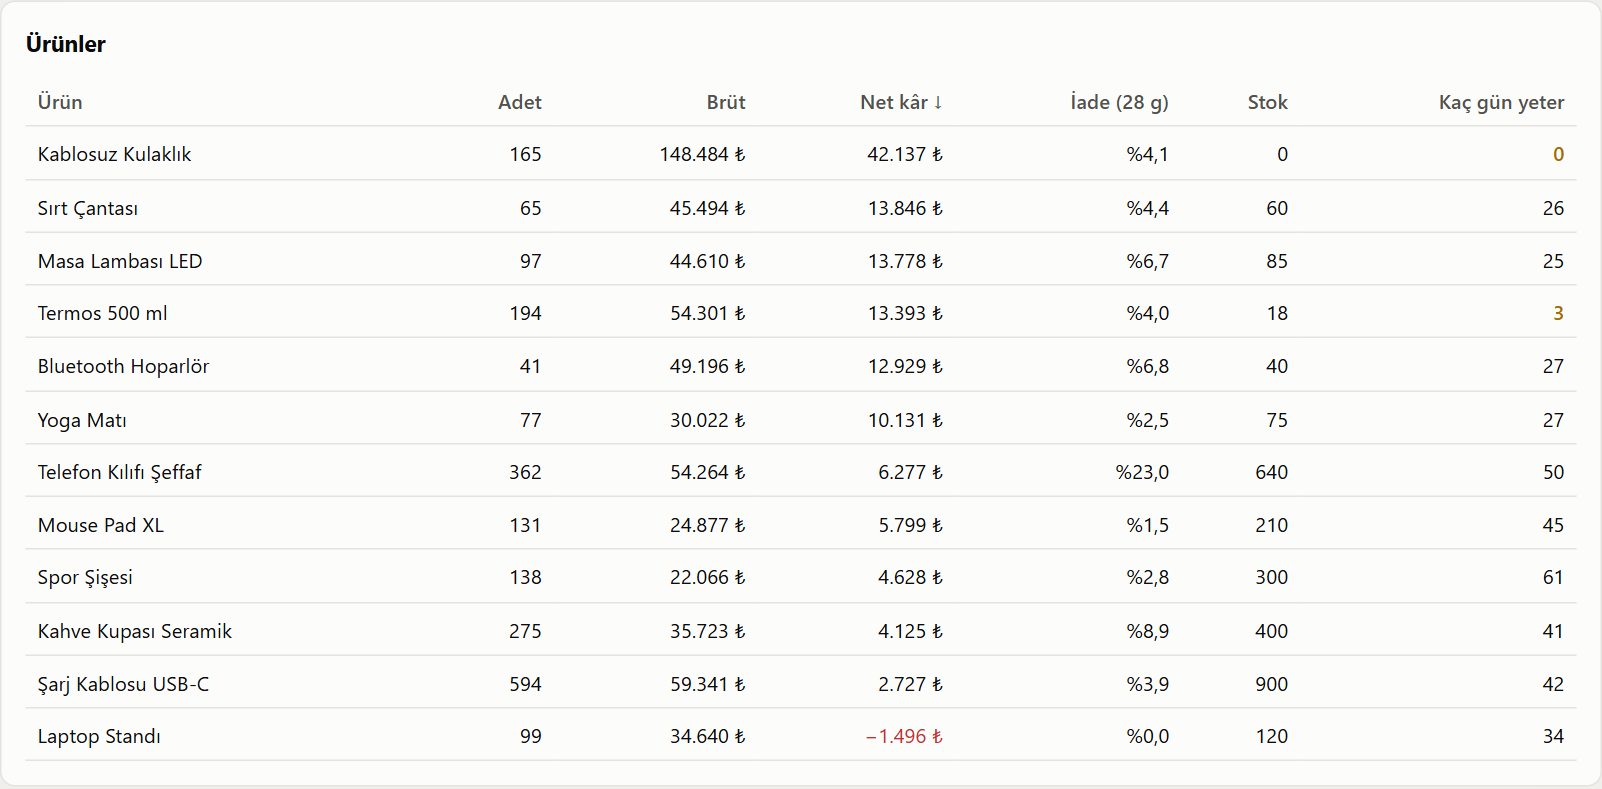 Ürünler
Ürün Adet Brüt Net kâr ↓ İade (28 g) Stok Kaç gün yeter
Kablosuz Kulaklık 165 148.484 ₺ 42.137 ₺ %4,1 0 0
Sırt Çantası 65 45.494 ₺ 13.846 ₺ %4,4 60 26
Masa Lambası LED 97 44.610 ₺ 13.778 ₺ %6,7 85 25
Termos 500 ml 194 54.301 ₺ 13.393 ₺ %4,0 18 3
Bluetooth Hoparlör 41 49.196 ₺ 12.929 ₺ %6,8 40 27
Yoga Matı 77 30.022 ₺ 10.131 ₺ %2,5 75 27
Telefon Kılıfı Şeffaf 362 54.264 ₺ 6.277 ₺ %23,0 640 50
Mouse Pad XL 131 24.877 ₺ 5.799 ₺ %1,5 210 45
Spor Şişesi 138 22.066 ₺ 4.628 ₺ %2,8 300 61
Kahve Kupası Seramik 275 35.723 ₺ 4.125 ₺ %8,9 400 41
Şarj Kablosu USB-C 594 59.341 ₺ 2.727 ₺ %3,9 900 42
Laptop Standı 99 34.640 ₺ −1.496 ₺ %0,0 120 34